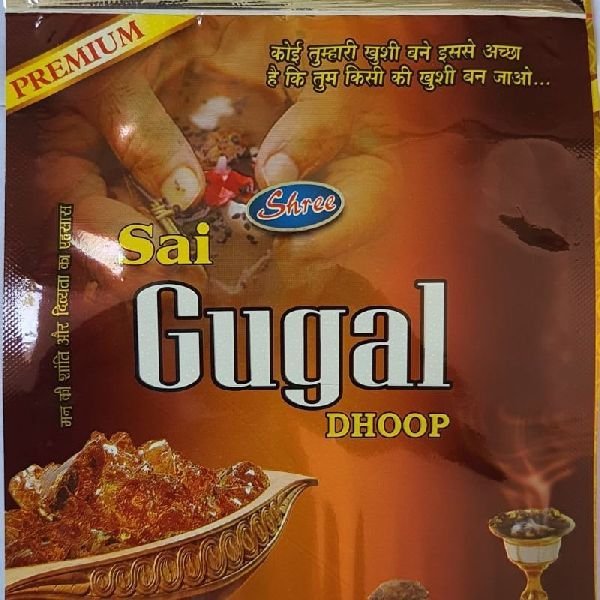 PREMIUM
कोई तुम्हारी खुशी बने इससे अच्छा
है कि तुम किसी की खुशी बन जाओ...
Shree
Sai
Gugal
DHOOP
मन की शांति और दिव्यता का एहसास